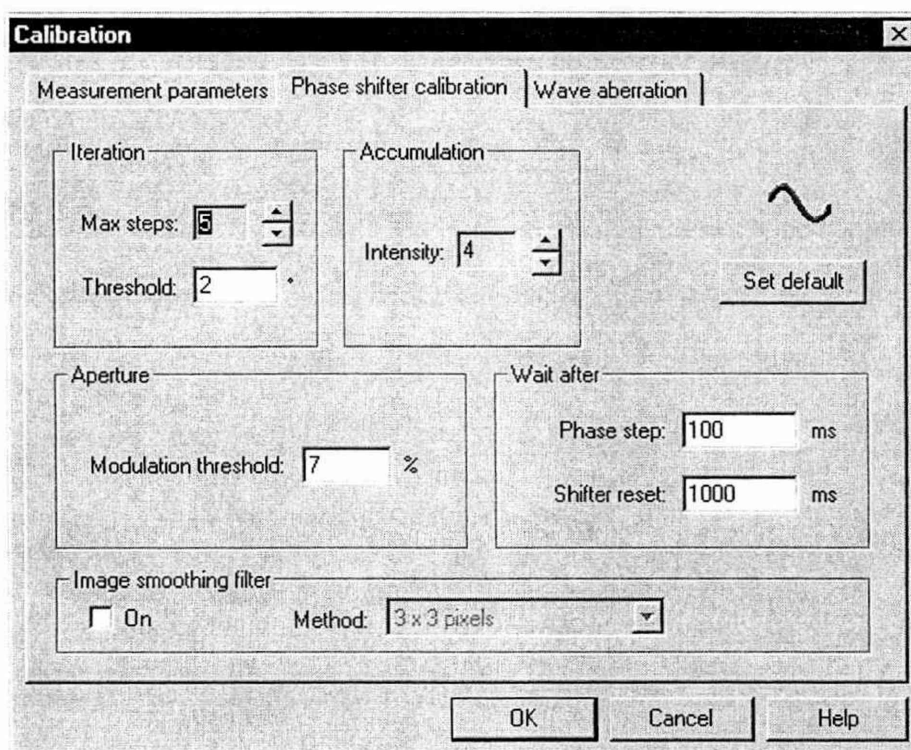 Calibration
Measurement parameters
Phase shifter calibration
Wave aberration
Iteration
Max steps: 5
Threshold: 2 °
Accumulation
Intensity: 4
Set default
Aperture
Modulation threshold: 7 %
Wait after
Phase step: 100 ms
Shifter reset: 1000 ms
Image smoothing filter
On
Method: 3 x 3 pixels
OK
Cancel
Help